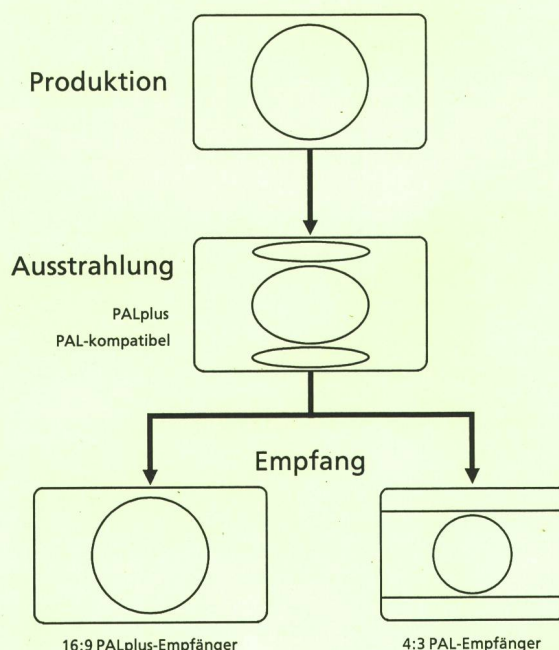 Produktion
Ausstrahlung
PALplus
PAL-kompatibel
Empfang
16:9 PALplus-Empfänger
4:3 PAL-Empfänger